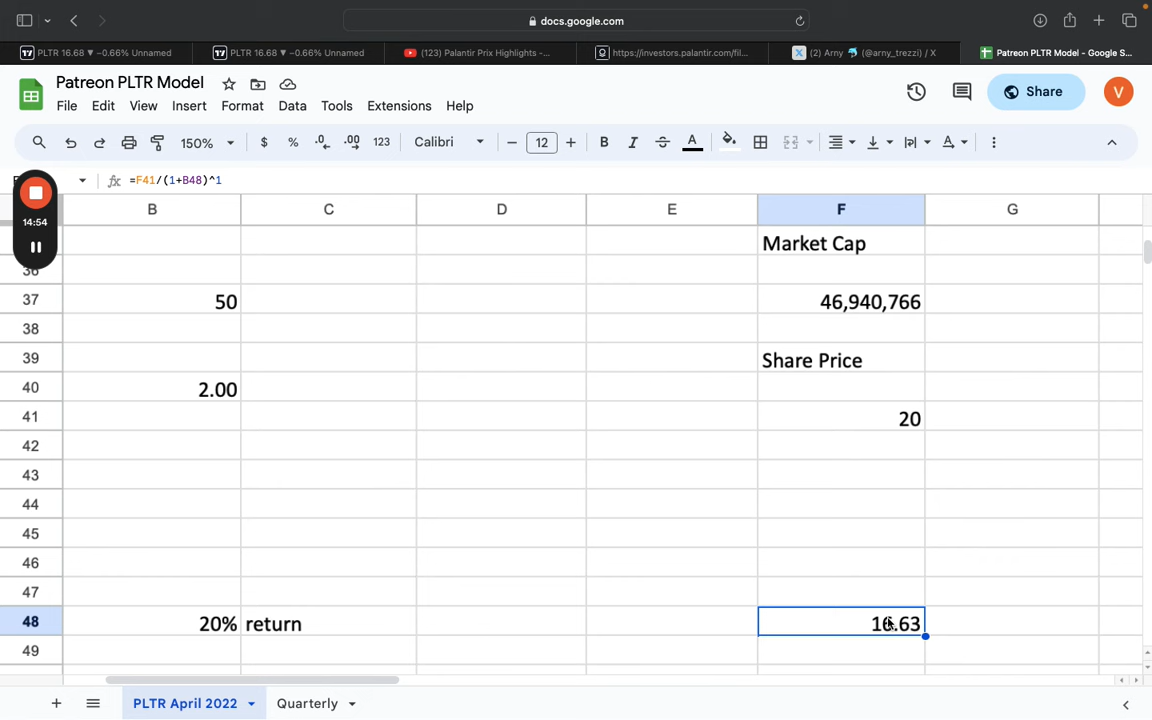 docs.google.com
PLTR 16.68 ▼ −0.66% Unnamed
PLTR 16.68 ▼ −0.66% Unnamed
(123) Palantir Prix Highlights -...
https://investors.palantir.com/fil...
(2) Arny 🐬 (@arny_trezzi) / X
Patreon PLTR Model - Google S...
Patreon PLTR Model
File Edit View Insert Format Data Tools Extensions Help
Share
V
150% $ % .0 .00 123 Calibri − 12 + B I S A
fx =F41/(1+B48)^1
14:54
B C D E F G
Market Cap
36
37 50 46,940,766
38
39 Share Price
40 2.00
41 20
42
43
44
45
46
47
48 20% return
49
+ PLTR April 2022 Quarterly